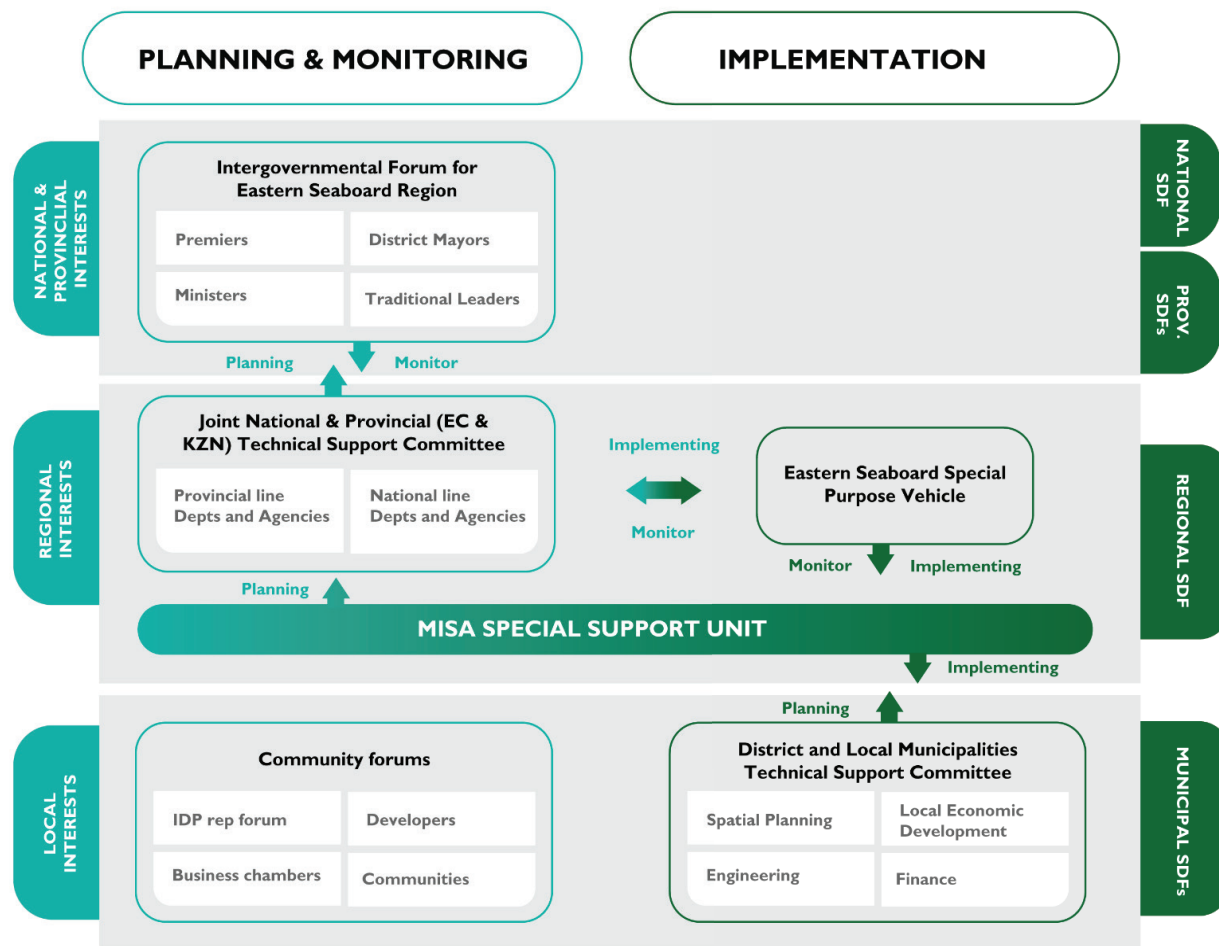 PLANNING & MONITORING
IMPLEMENTATION
NATIONAL &
PROVINCLIAL
INTERESTS
Intergovernmental Forum for
Eastern Seaboard Region
Premiers
District Mayors
Ministers
Traditional Leaders
NATIONAL
SDF
PROV.
SDFs
Planning
Monitor
REGIONAL
INTERESTS
Joint National & Provincial (EC &
KZN) Technical Support Committee
Provincial line
Depts and Agencies
National line
Depts and Agencies
Implementing
Monitor
Eastern Seaboard Special
Purpose Vehicle
REGIONAL SDF
Planning
Monitor
Implementing
MISA SPECIAL SUPPORT UNIT
Implementing
Planning
LOCAL
INTERESTS
Community forums
IDP rep forum
Developers
Business chambers
Communities
District and Local Municipalities
Technical Support Committee
Spatial Planning
Local Economic
Development
Engineering
Finance
MUNICIPAL SDFs